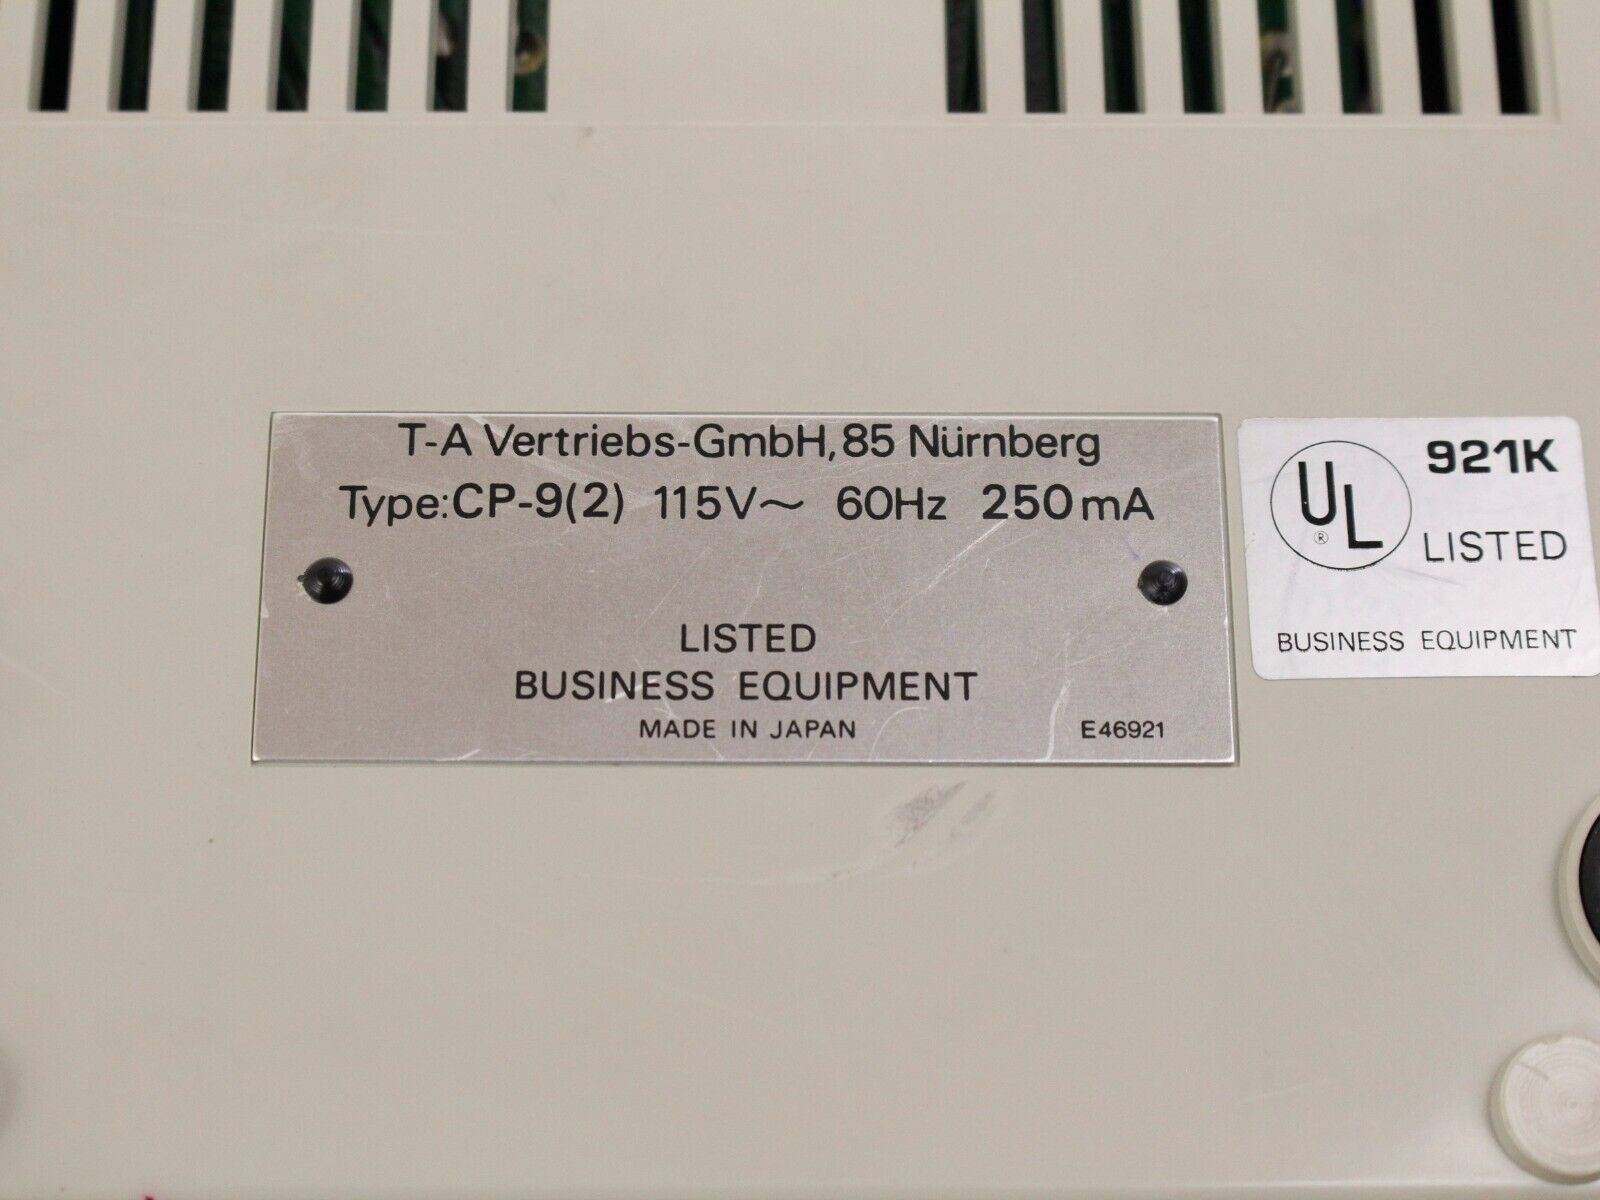 T-A Vertriebs-GmbH, 85 Nürnberg
Type: CP-9(2) 115V~ 60Hz 250mA
LISTED
BUSINESS EQUIPMENT
MADE IN JAPAN E46921
UL ® 921K
LISTED
BUSINESS EQUIPMENT